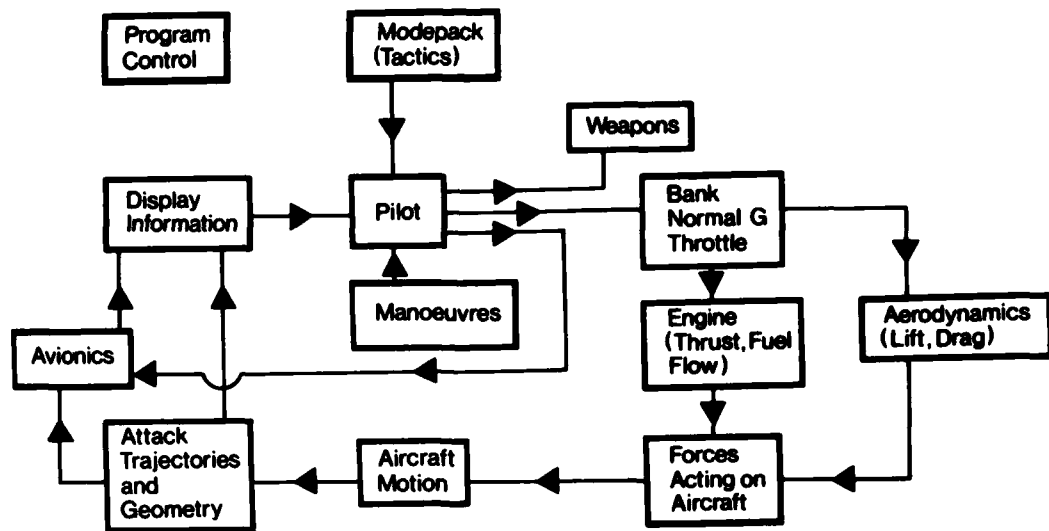 Program
Control
Modepack
(Tactics)
Weapons
Display
Information
Pilot
Bank
Normal G
Throttle
Manoeuvres
Engine
(Thrust, Fuel
Flow)
Aerodynamics
(Lift, Drag)
Avionics
Attack
Trajectories
and
Geometry
Aircraft
Motion
Forces
Acting on
Aircraft